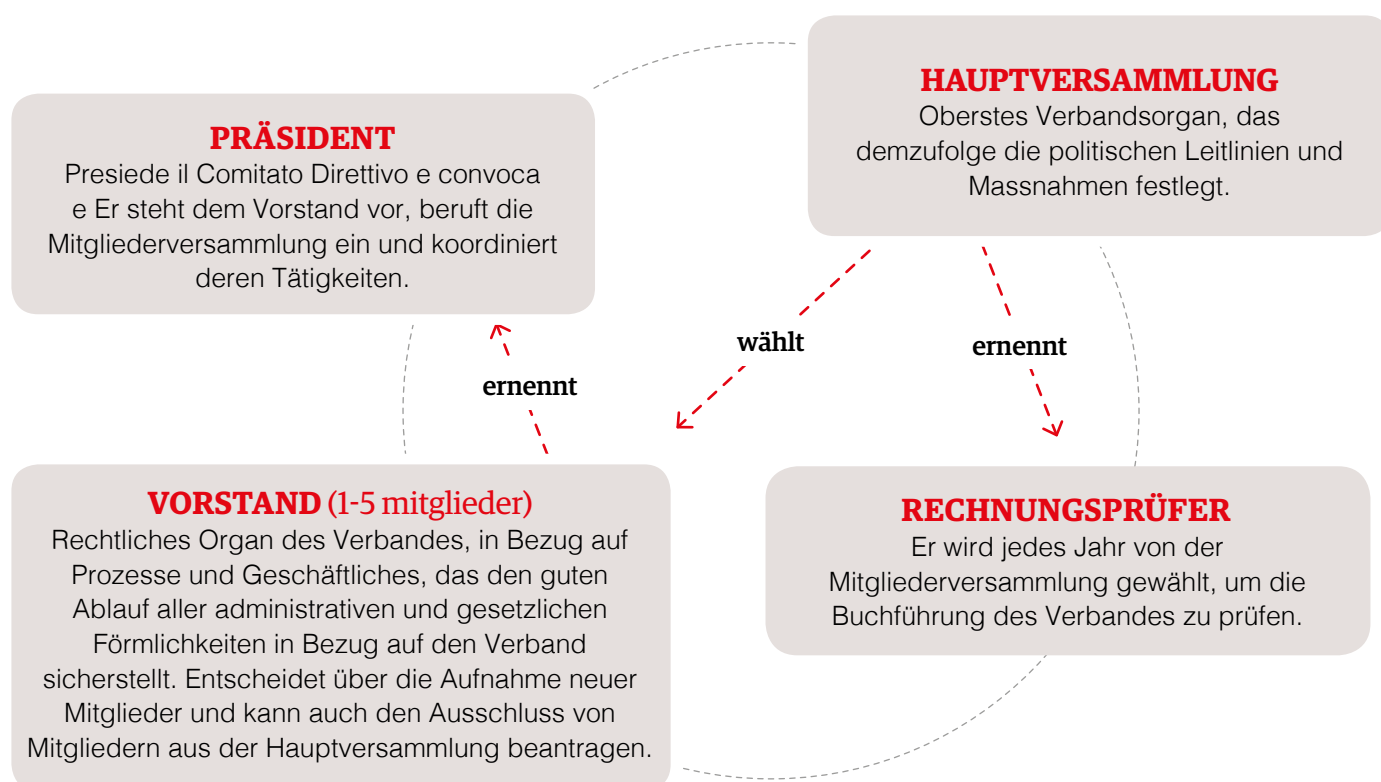 PRÄSIDENT
Presiede il Comitato Direttivo e convoca
e Er steht dem Vorstand vor, beruft die
Mitgliederversammlung ein und koordiniert
deren Tätigkeiten.
HAUPTVERSAMMLUNG
Oberstes Verbandsorgan, das
demzufolge die politischen Leitlinien und
Massnahmen festlegt.
wählt
ernennt
ernennt
VORSTAND (1-5 mitglieder)
Rechtliches Organ des Verbandes, in Bezug auf
Prozesse und Geschäftliches, das den guten
Ablauf aller administrativen und gesetzlichen
Förmlichkeiten in Bezug auf den Verband
sicherstellt. Entscheidet über die Aufnahme neuer
Mitglieder und kann auch den Ausschluss von
Mitgliedern aus der Hauptversammlung beantragen.
RECHNUNGSPRÜFER
Er wird jedes Jahr von der
Mitgliederversammlung gewählt, um die
Buchführung des Verbandes zu prüfen.